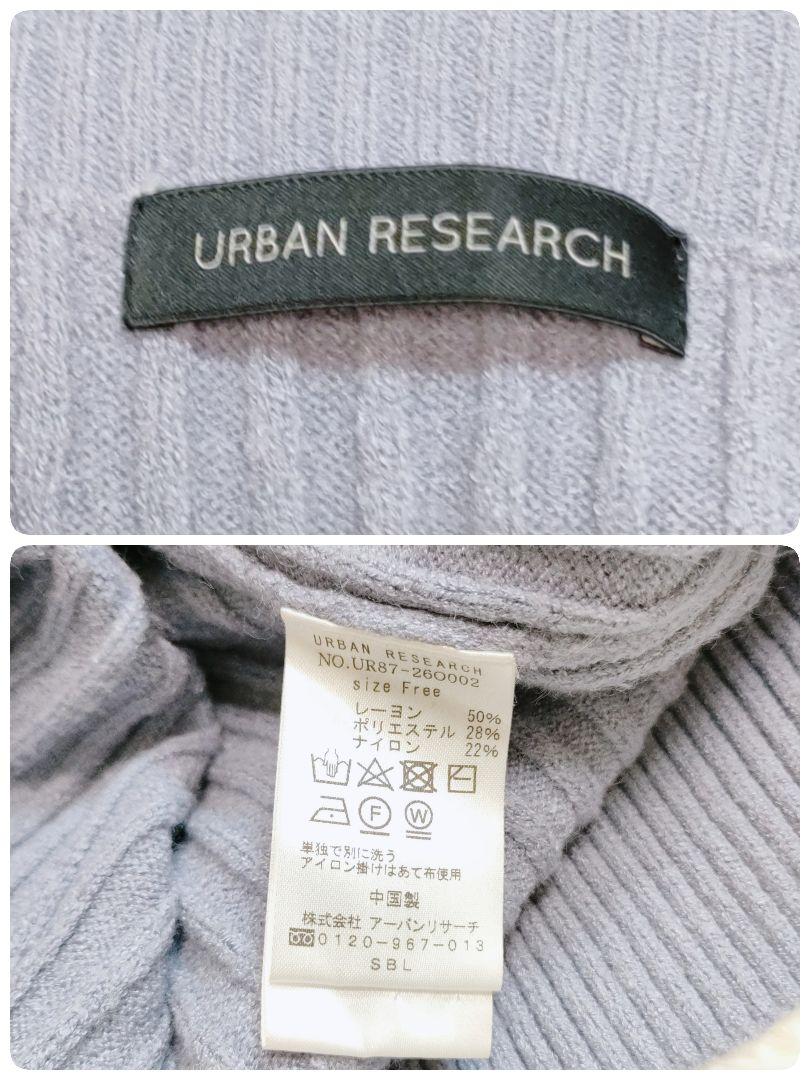 URBAN RESEARCH
URBAN RESEARCH
NO.UR87-26O002
size Free
レーヨン 50%
ポリエステル 28%
ナイロン 22%
F W
単独で別に洗う
アイロン掛けはあて布使用
中国製
株式会社 アーバンリサーチ
0120-967-013
SBL